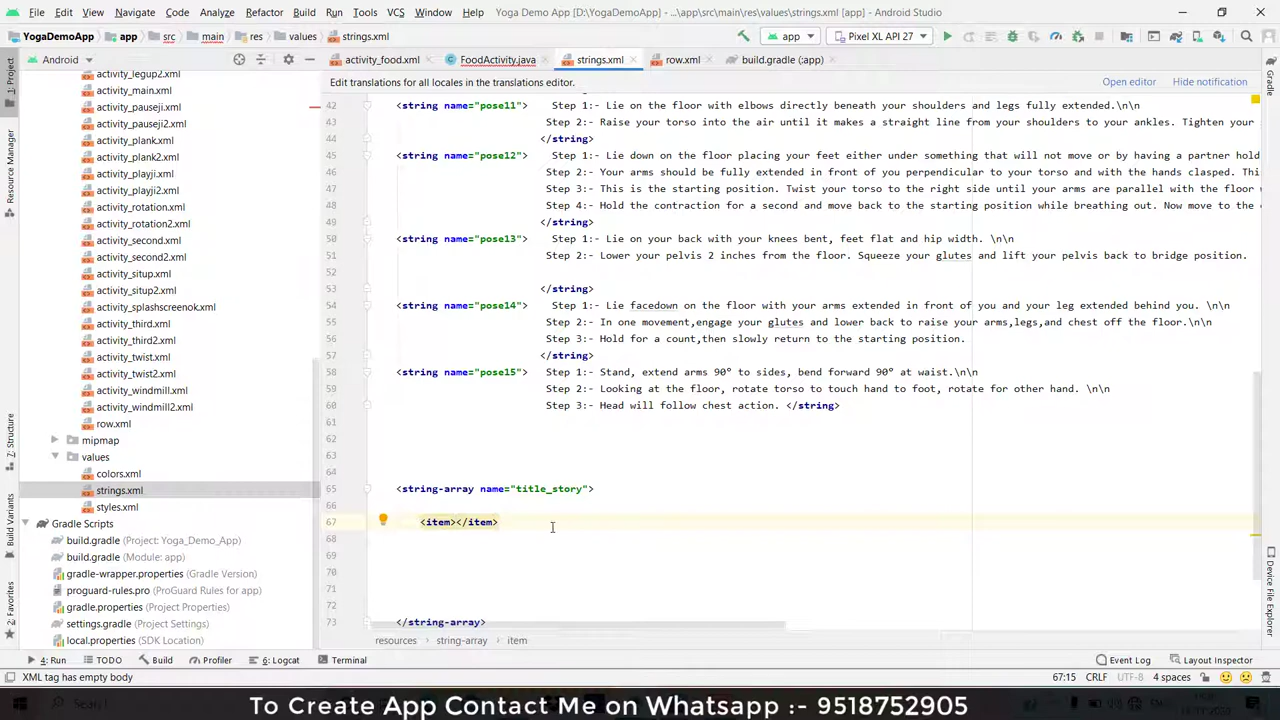 File Edit View Navigate Code Analyze Refactor Build Run Tools VCS Window Help Yoga Demo App [D:\YogaDemoApp] - ...\app\src\main\res\values\strings.xml [app] - Android Studio
YogaDemoApp app src main res values strings.xml app Pixel XL API 27
Android activity_food.xml FoodActivity.java strings.xml row.xml build.gradle (:app)
Edit translations for all locales in the translations editor. Open editor Hide notification
activity_legup2.xml
activity_main.xml
activity_pauseji.xml
activity_pauseji2.xml
activity_plank.xml
activity_plank2.xml
activity_playji.xml
activity_playji2.xml
activity_rotation.xml
activity_rotation2.xml
activity_second.xml
activity_second2.xml
activity_situp.xml
activity_situp2.xml
activity_splashscreenok.xml
activity_third.xml
activity_third2.xml
activity_twist.xml
activity_twist2.xml
activity_windmill.xml
activity_windmill2.xml
row.xml
mipmap
values
colors.xml
strings.xml
styles.xml
Gradle Scripts
build.gradle (Project: Yoga_Demo_App)
build.gradle (Module: app)
gradle-wrapper.properties (Gradle Version)
proguard-rules.pro (ProGuard Rules for app)
gradle.properties (Project Properties)
settings.gradle (Project Settings)
local.properties (SDK Location)
42 <string name="pose11"> Step 1:- Lie on the floor with elbows directly beneath your shoulders and legs fully extended.\n\n
43 Step 2:- Raise your torso into the air until it makes a straight line from your shoulders to your ankles. Tighten your
44 </string>
45 <string name="pose12"> Step 1:- Lie down on the floor placing your feet either under something that will not move or by having a partner hold
46 Step 2:- Your arms should be fully extended in front of you perpendicular to your torso and with the hands clasped. Thi
47 Step 3:- This is the starting position. Twist your torso to the right side until your arms are parallel with the floor
48 Step 4:- Hold the contraction for a second and move back to the starting position while breathing out. Now move to the
49 </string>
50 <string name="pose13"> Step 1:- Lie on your back with your knees bent, feet flat and hip width. \n\n
51 Step 2:- Lower your pelvis 2 inches from the floor. Squeeze your glutes and lift your pelvis back to bridge position.
52
53 </string>
54 <string name="pose14"> Step 1:- Lie facedown on the floor with your arms extended in front of you and your leg extended behind you. \n\n
55 Step 2:- In one movement,engage your glutes and lower back to raise your arms,legs,and chest off the floor.\n\n
56 Step 3:- Hold for a count,then slowly return to the starting position.
57 </string>
58 <string name="pose15"> Step 1:- Stand, extend arms 90° to sides, bend forward 90° at waist.\n\n
59 Step 2:- Looking at the floor, rotate torso to touch hand to foot, rotate for other hand. \n\n
60 Step 3:- Head will follow chest action. </string>
61
62
63
64
65 <string-array name="title_story">
66
67 <item></item>
68
69
70
71
72
73 </string-array>
resources string-array item
1: Project
Resource Manager
7: Structure
Build Variants
2: Favorites
Gradle
Device File Explorer
4: Run TODO Build Profiler 6: Logcat Terminal Event Log Layout Inspector
XML tag has empty body 67:15 CRLF UTF-8 4 spaces
To Create App Contact Me on Whatsapp :- 9518752905